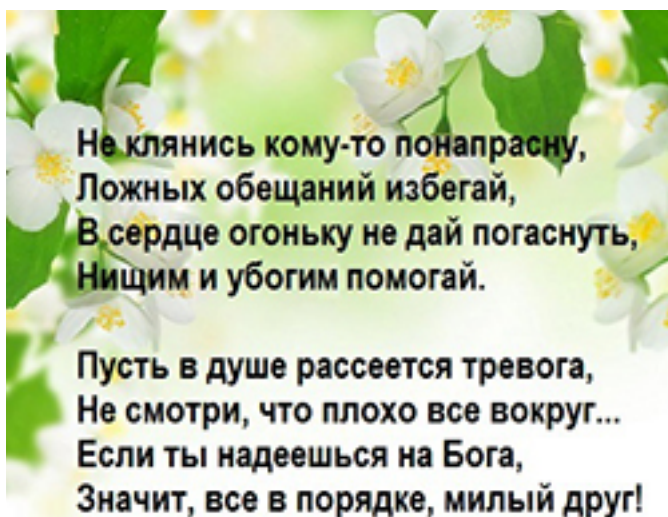 Не клянись кому-то понапрасну,
Ложных обещаний избегай,
В сердце огоньку не дай погаснуть,
Нищим и убогим помогай.
Пусть в душе рассеется тревога,
Не смотри, что плохо все вокруг...
Если ты надеешься на Бога,
Значит, все в порядке, милый друг!